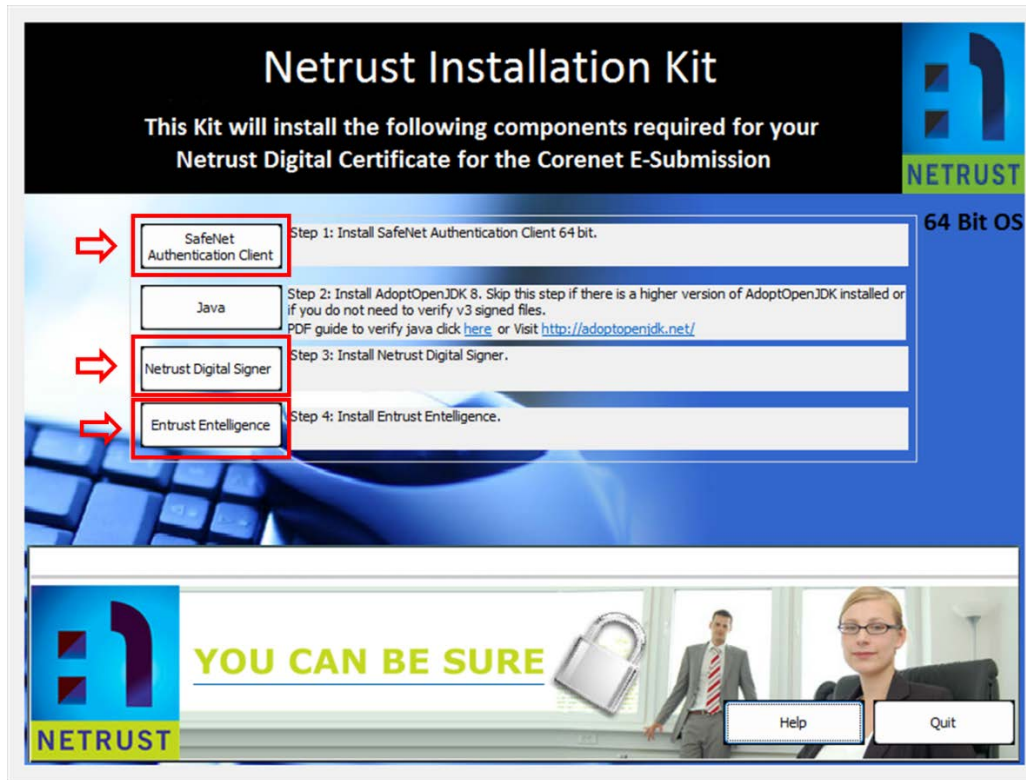 Netrust Installation Kit
This Kit will install the following components required for your
Netrust Digital Certificate for the Corenet E-Submission
NETRUST
64 Bit OS
SafeNet
Authentication Client
Step 1: Install SafeNet Authentication Client 64 bit.
Java
Step 2: Install AdoptOpenJDK 8. Skip this step if there is a higher version of AdoptOpenJDK installed or
if you do not need to verify v3 signed files.
PDF guide to verify java click here or Visit http://adoptopenjdk.net/
Netrust Digital Signer
Step 3: Install Netrust Digital Signer.
Entrust Entelligence
Step 4: Install Entrust Entelligence.
YOU CAN BE SURE
NETRUST
Help
Quit